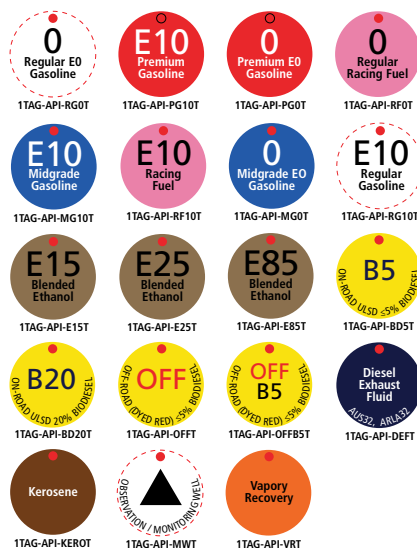 0
Regular E0
Gasoline
1TAG-API-RG0T
E10
Premium
Gasoline
1TAG-API-PG10T
0
Premium E0
Gasoline
1TAG-API-PG0T
0
Regular
Racing Fuel
1TAG-API-RF0T
E10
Midgrade
Gasoline
1TAG-API-MG10T
E10
Racing
Fuel
1TAG-API-RF10T
0
Midgrade EO
Gasoline
1TAG-API-MG0T
E10
Regular
Gasoline
1TAG-API-RG10T
E15
Blended
Ethanol
1TAG-API-E15T
E25
Blended
Ethanol
1TAG-API-E25T
E85
Blended
Ethanol
1TAG-API-E85T
B5
ON-ROAD ULSD ≤5% BIODIESEL
1TAG-API-BD5T
B20
ON-ROAD ULSD 20% BIODIESEL
1TAG-API-BD20T
OFF
OFF-ROAD (DYED RED) ≤5% BIODIESEL
1TAG-API-OFFT
OFF
B5
OFF-ROAD (DYED RED) ≤5% BIODIESEL
1TAG-API-OFFB5T
Diesel
Exhaust
Fluid
AUS32, ARLA32
1TAG-API-DEFT
Kerosene
1TAG-API-KEROT
OBSERVATION / MONITORING WELL
1TAG-API-MWT
Vapory
Recovery
1TAG-API-VRT